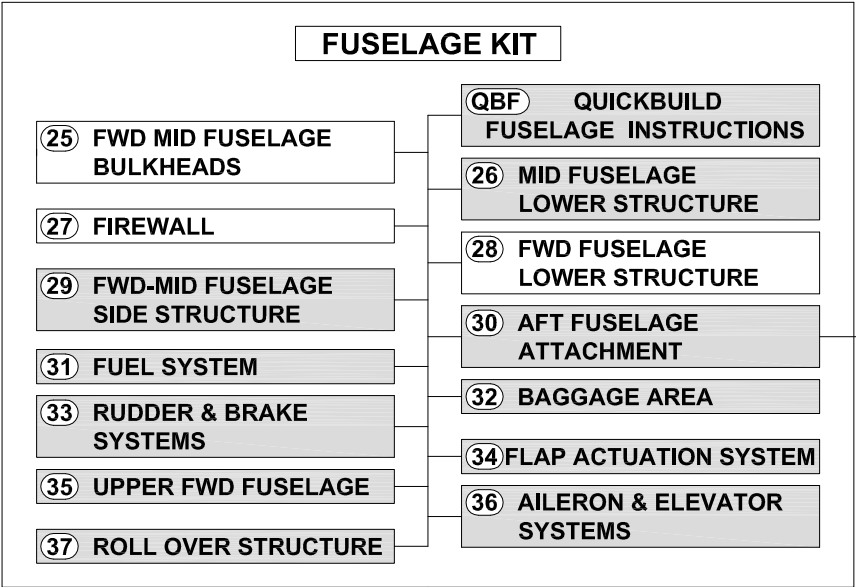 FUSELAGE KIT
QBF QUICKBUILD
FUSELAGE INSTRUCTIONS
25 FWD MID FUSELAGE
BULKHEADS
26 MID FUSELAGE
LOWER STRUCTURE
27 FIREWALL
28 FWD FUSELAGE
LOWER STRUCTURE
29 FWD-MID FUSELAGE
SIDE STRUCTURE
30 AFT FUSELAGE
ATTACHMENT
31 FUEL SYSTEM
32 BAGGAGE AREA
33 RUDDER & BRAKE
SYSTEMS
34 FLAP ACTUATION SYSTEM
35 UPPER FWD FUSELAGE
36 AILERON & ELEVATOR
SYSTEMS
37 ROLL OVER STRUCTURE